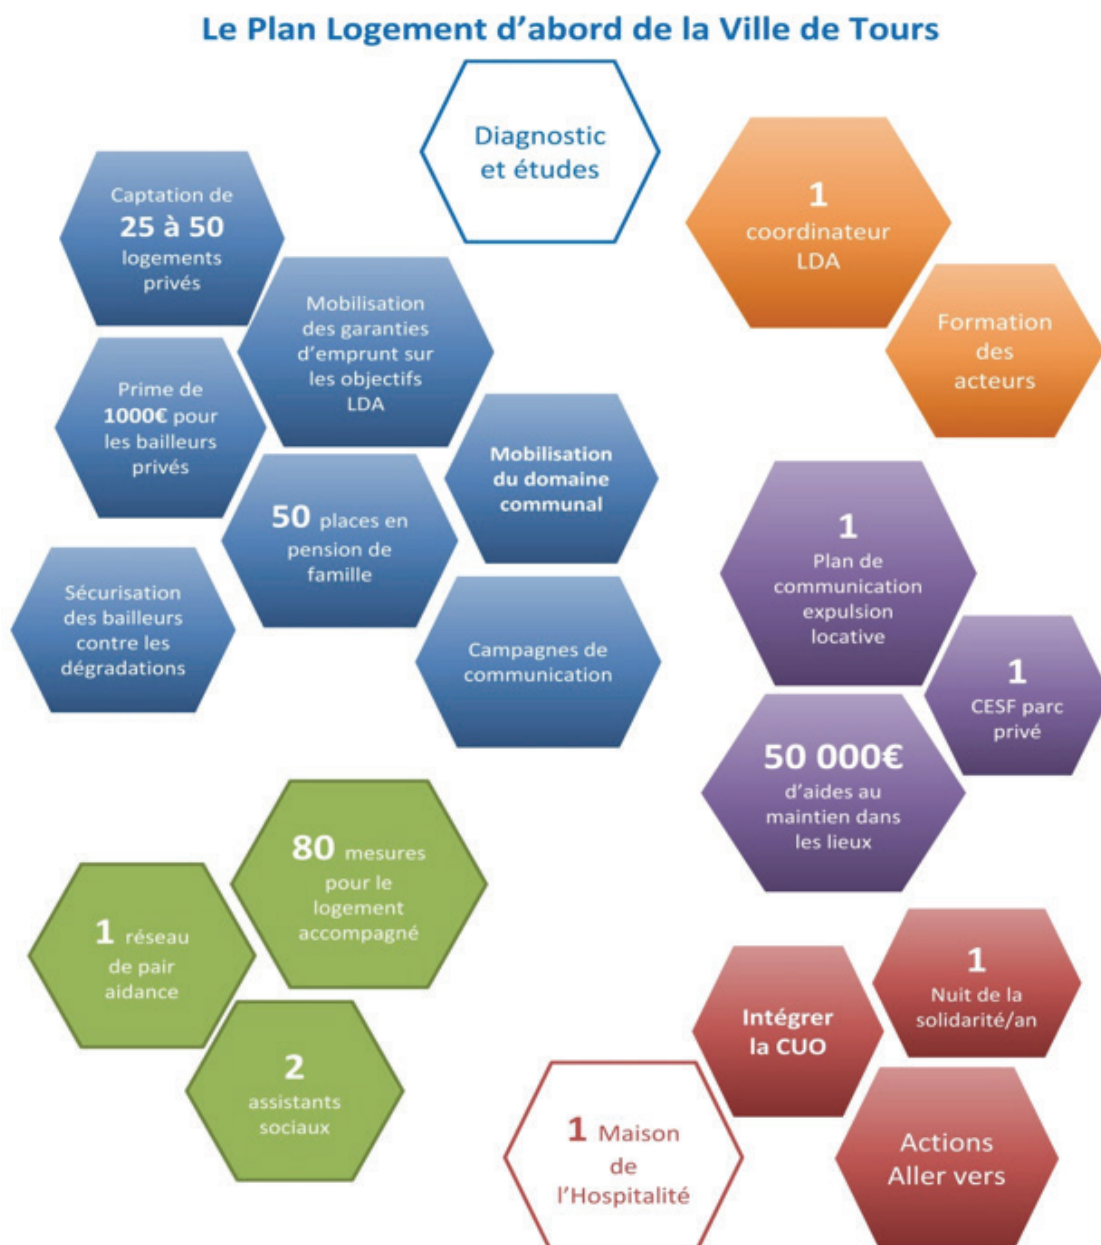 Le Plan Logement d’abord de la Ville de Tours
Diagnostic
et études
Captation de
25 à 50
logements
privés
Mobilisation
des garanties
d’emprunt sur
les objectifs
LDA
Prime de
1000€ pour
les bailleurs
privés
Mobilisation
du domaine
communal
50 places en
pension de
famille
Sécurisation
des bailleurs
contre les
dégradations
Campagnes de
communication
1
coordinateur
LDA
Formation
des
acteurs
1
Plan de
communication
expulsion
locative
1
CESF parc
privé
50 000€
d’aides au
maintien dans
les lieux
80 mesures
pour le
logement
accompagné
1 réseau
de pair
aidance
2
assistants
sociaux
1
Nuit de la
solidarité/an
Intégrer
la CUO
1 Maison
de
l’Hospitalité
Actions
Aller vers